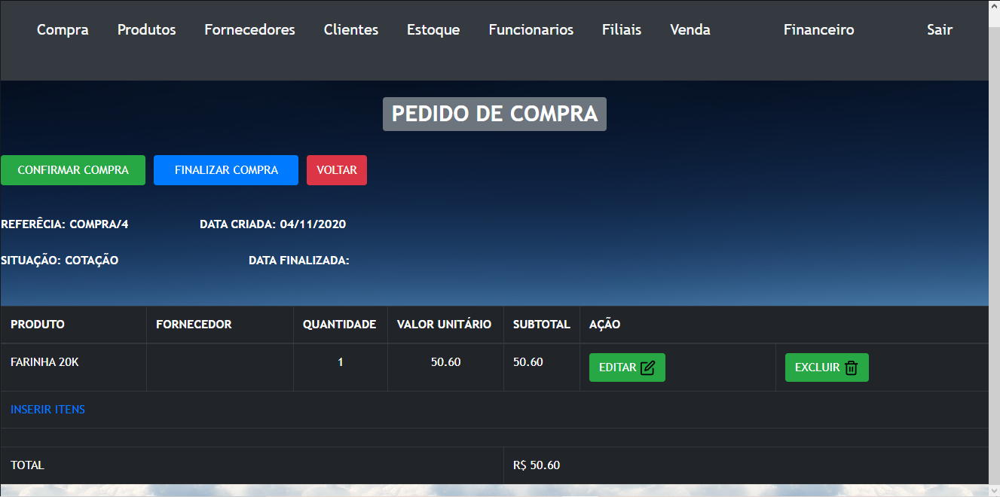 Compra Produtos Fornecedores Clientes Estoque Funcionarios Filiais Venda Financeiro Sair
PEDIDO DE COMPRA
CONFIRMAR COMPRA FINALIZAR COMPRA VOLTAR
REFERÊCIA: COMPRA/4 DATA CRIADA: 04/11/2020
SITUAÇÃO: COTAÇÃO DATA FINALIZADA:
PRODUTO FORNECEDOR QUANTIDADE VALOR UNITÁRIO SUBTOTAL AÇÃO
FARINHA 20K 1 50.60 50.60 EDITAR EXCLUIR
INSERIR ITENS
TOTAL R$ 50.60